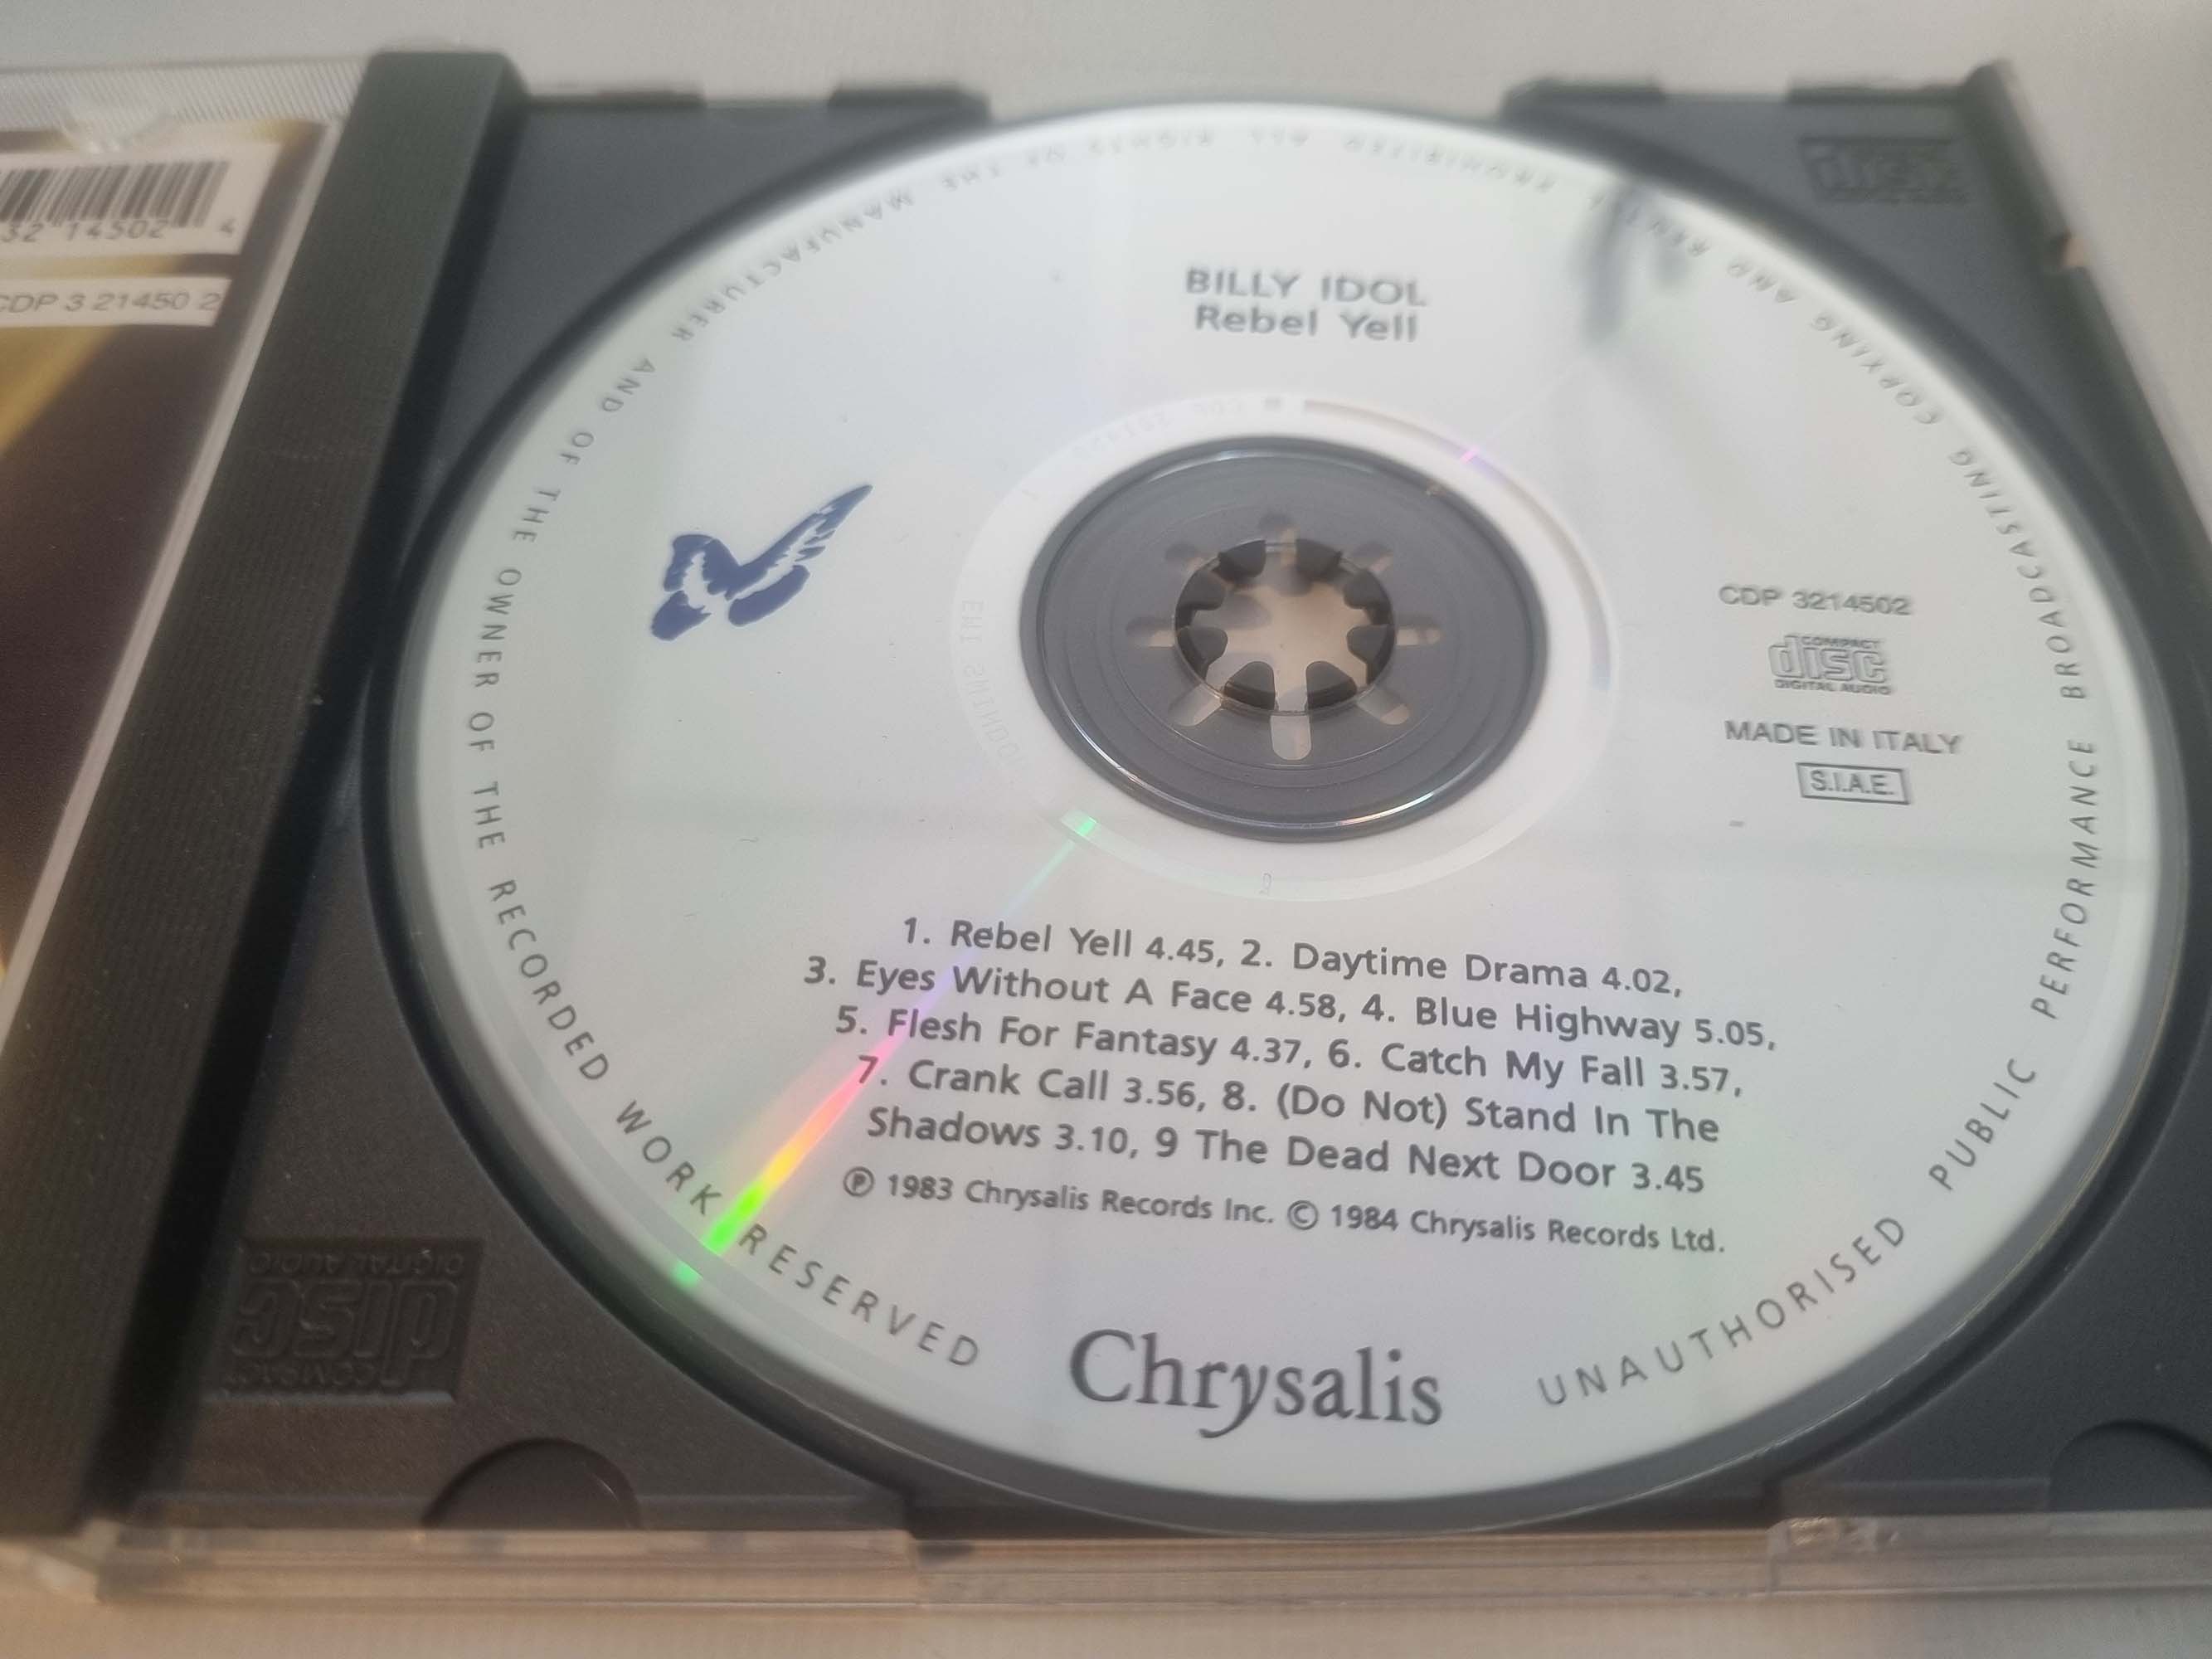 32 14502 4
CDP 3 21450 2
BILLY IDOL
Rebel Yell
CDP 3214502
COMPACT
disc
DIGITAL AUDIO
MADE IN ITALY
S.I.A.E.
1. Rebel Yell 4.45, 2. Daytime Drama 4.02,
3. Eyes Without A Face 4.58, 4. Blue Highway 5.05,
5. Flesh For Fantasy 4.37, 6. Catch My Fall 3.57,
7. Crank Call 3.56, 8. (Do Not) Stand In The
Shadows 3.10, 9 The Dead Next Door 3.45
℗ 1983 Chrysalis Records Inc. © 1984 Chrysalis Records Ltd.
Chrysalis
UNAUTHORISED PUBLIC PERFORMANCE BROADCASTING COPYING AND RENTAL PROHIBITED ALL RIGHTS OF THE MANUFACTURER AND OF THE OWNER OF THE RECORDED WORK RESERVED
COMPACT
disc
DIGITAL AUDIO
disc